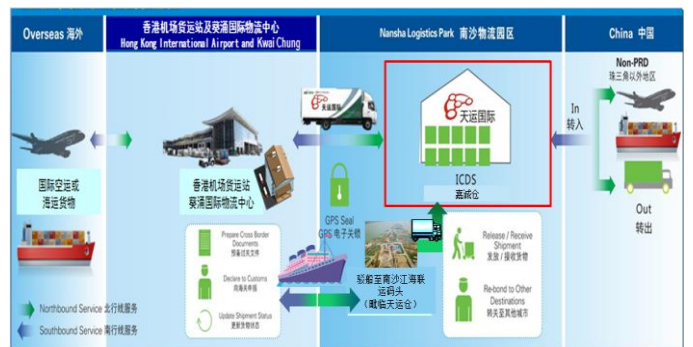 Overseas 海外
香港机场货运站及葵涌国际物流中心
Hong Kong International Airport and Kwai Chung
Nansha Logistics Park 南沙物流园区
China 中国
国际空运或
海运货物
香港机场货运站
葵涌国际物流中心
Prepare Cross Border
Documents
预备过关文件
Declare to Customs
向海关申报
Update Shipment Status
更新货物动态
天运国际
GPS Seal
GPS 电子关锁
天运国际
ICDS
嘉诚仓
驳船至南沙江海联
运码头
(毗临天运仓)
Release / Receive
Shipment
发放 / 接收货物
Re-bond to Other
Destinations
转关至其他城市
In
转入
Non-PRD
珠三角以外地区
Out
转出
Northbound Service 北行线服务
Southbound Service 南行线服务